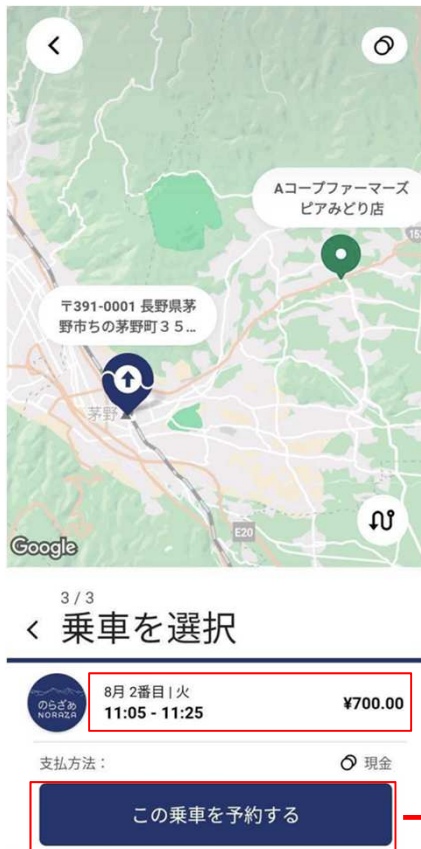 Aコープファーマーズ
ピアみどり店
〒391-0001 長野県茅
野市ちの茅野町３５...
茅野
E20
Google
3 / 3
乗車を選択
のらざあ
NORAZA
8月 2番目 | 火
11:05 - 11:25
¥700.00
支払方法：
現金
この乗車を予約する